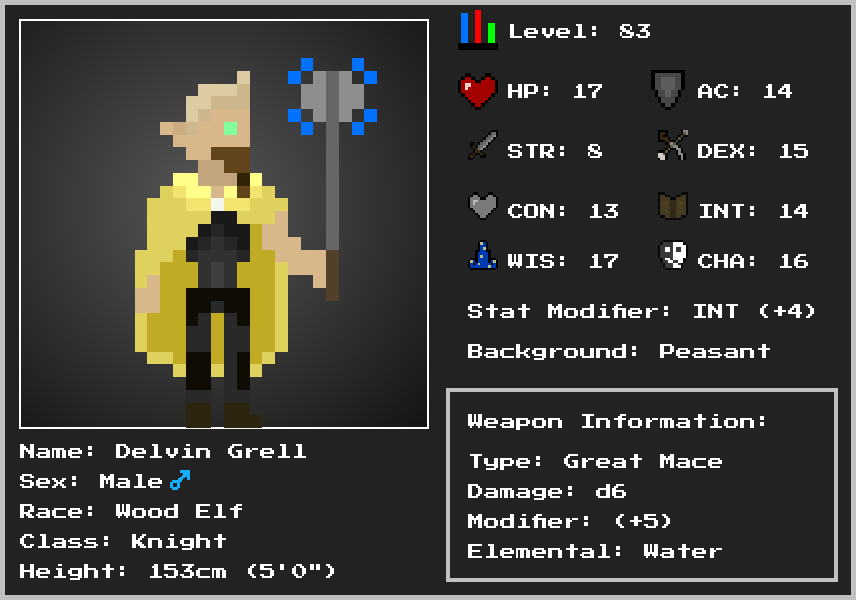 Level: 83
HP: 17 AC: 14
STR: 8 DEX: 15
CON: 13 INT: 14
WIS: 17 CHA: 16
Stat Modifier: INT (+4)
Background: Peasant
Weapon Information:
Type: Great Mace
Damage: d6
Modifier: (+5)
Elemental: Water
Name: Delvin Grell
Sex: Male♂
Race: Wood Elf
Class: Knight
Height: 153cm (5'0")